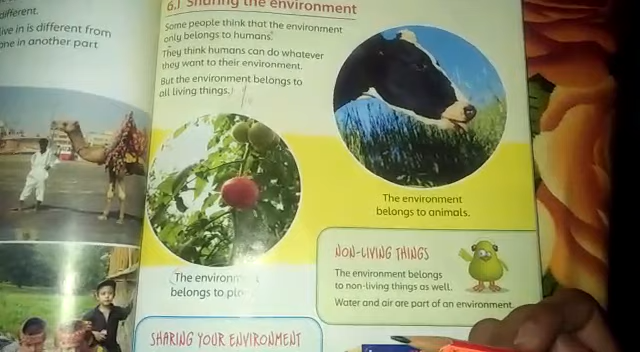 different.
live in is different from
one in another part
6.1 Sharing the environment
Some people think that the environment
only belongs to humans.
They think humans can do whatever
they want to their environment.
But the environment belongs to
all living things.
The environment
belongs to animals.
The environm
belongs to pl
NON-LIVING THINGS
The environment belongs
to non-living things as well.
Water and air are part of an environment.
SHARING YOUR ENVIRONMENT